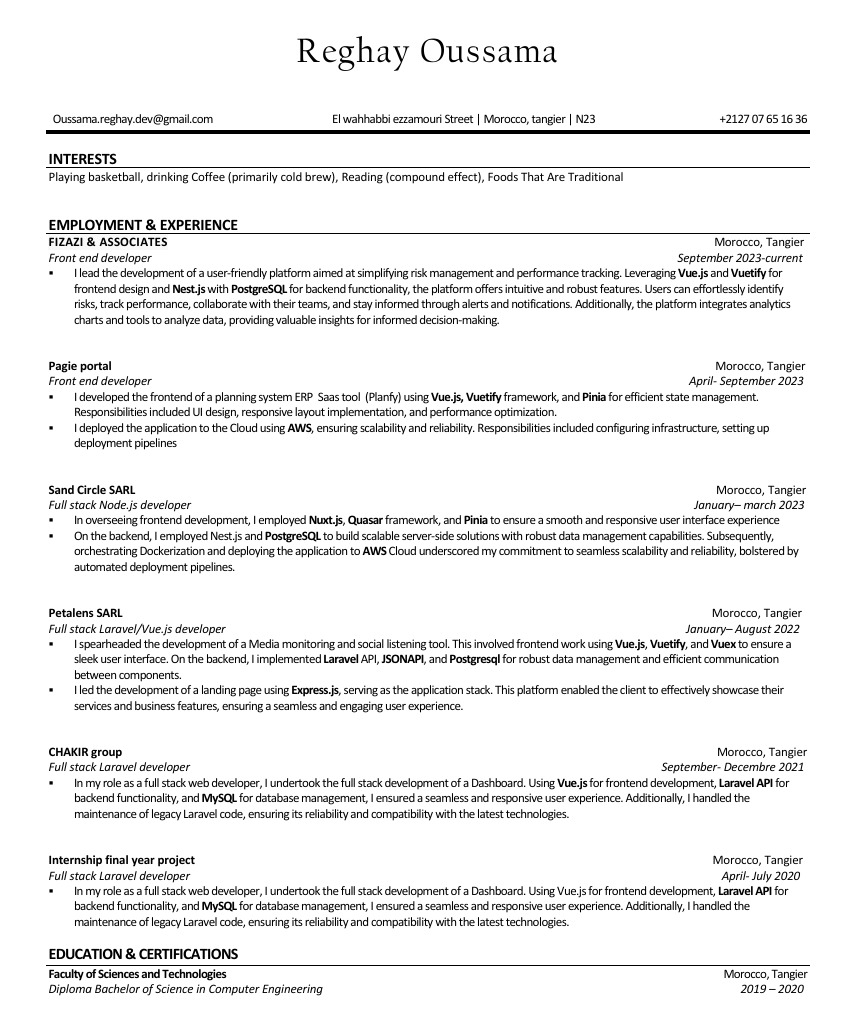 Reghay Oussama
Oussama.reghay.dev@gmail.com El wahhabbi ezzamouri Street | Morocco, tangier | N23 +2127 07 65 16 36
INTERESTS
Playing basketball, drinking Coffee (primarily cold brew), Reading (compound effect), Foods That Are Traditional
EMPLOYMENT & EXPERIENCE
FIZAZI & ASSOCIATES Morocco, Tangier
Front end developer September 2023-current
▪ I lead the development of a user-friendly platform aimed at simplifying risk management and performance tracking. Leveraging Vue.js and Vuetify for
frontend design and Nest.js with PostgreSQL for backend functionality, the platform offers intuitive and robust features. Users can effortlessly identify
risks, track performance, collaborate with their teams, and stay informed through alerts and notifications. Additionally, the platform integrates analytics
charts and tools to analyze data, providing valuable insights for informed decision-making.
Pagie portal Morocco, Tangier
Front end developer April- September 2023
▪ I developed the frontend of a planning system ERP Saas tool (Planfy) using Vue.js, Vuetify framework, and Pinia for efficient state management.
Responsibilities included UI design, responsive layout implementation, and performance optimization.
▪ I deployed the application to the Cloud using AWS, ensuring scalability and reliability. Responsibilities included configuring infrastructure, setting up
deployment pipelines
Sand Circle SARL Morocco, Tangier
Full stack Node.js developer January– march 2023
▪ In overseeing frontend development, I employed Nuxt.js, Quasar framework, and Pinia to ensure a smooth and responsive user interface experience
▪ On the backend, I employed Nest.js and PostgreSQL to build scalable server-side solutions with robust data management capabilities. Subsequently,
orchestrating Dockerization and deploying the application to AWS Cloud underscored my commitment to seamless scalability and reliability, bolstered by
automated deployment pipelines.
Petalens SARL Morocco, Tangier
Full stack Laravel/Vue.js developer January– August 2022
▪ I spearheaded the development of a Media monitoring and social listening tool. This involved frontend work using Vue.js, Vuetify, and Vuex to ensure a
sleek user interface. On the backend, I implemented Laravel API, JSONAPI, and Postgresql for robust data management and efficient communication
between components.
▪ I led the development of a landing page using Express.js, serving as the application stack. This platform enabled the client to effectively showcase their
services and business features, ensuring a seamless and engaging user experience.
CHAKIR group Morocco, Tangier
Full stack Laravel developer September- Decembre 2021
▪ In my role as a full stack web developer, I undertook the full stack development of a Dashboard. Using Vue.js for frontend development, Laravel API for
backend functionality, and MySQL for database management, I ensured a seamless and responsive user experience. Additionally, I handled the
maintenance of legacy Laravel code, ensuring its reliability and compatibility with the latest technologies.
Internship final year project Morocco, Tangier
Full stack Laravel developer April- July 2020
▪ In my role as a full stack web developer, I undertook the full stack development of a Dashboard. Using Vue.js for frontend development, Laravel API for
backend functionality, and MySQL for database management, I ensured a seamless and responsive user experience. Additionally, I handled the
maintenance of legacy Laravel code, ensuring its reliability and compatibility with the latest technologies.
EDUCATION & CERTIFICATIONS
Faculty of Sciences and Technologies Morocco, Tangier
Diploma Bachelor of Science in Computer Engineering 2019 – 2020